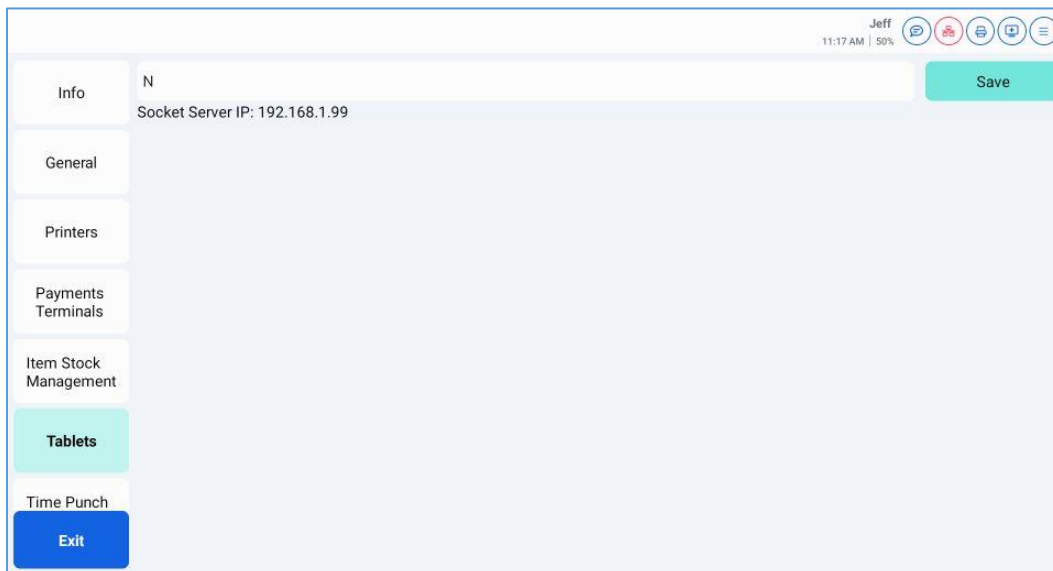 Jeff
11:17 AM | 50%
Info
N
Save
Socket Server IP: 192.168.1.99
General
Printers
Payments
Terminals
Item Stock
Management
Tablets
Time Punch
Exit